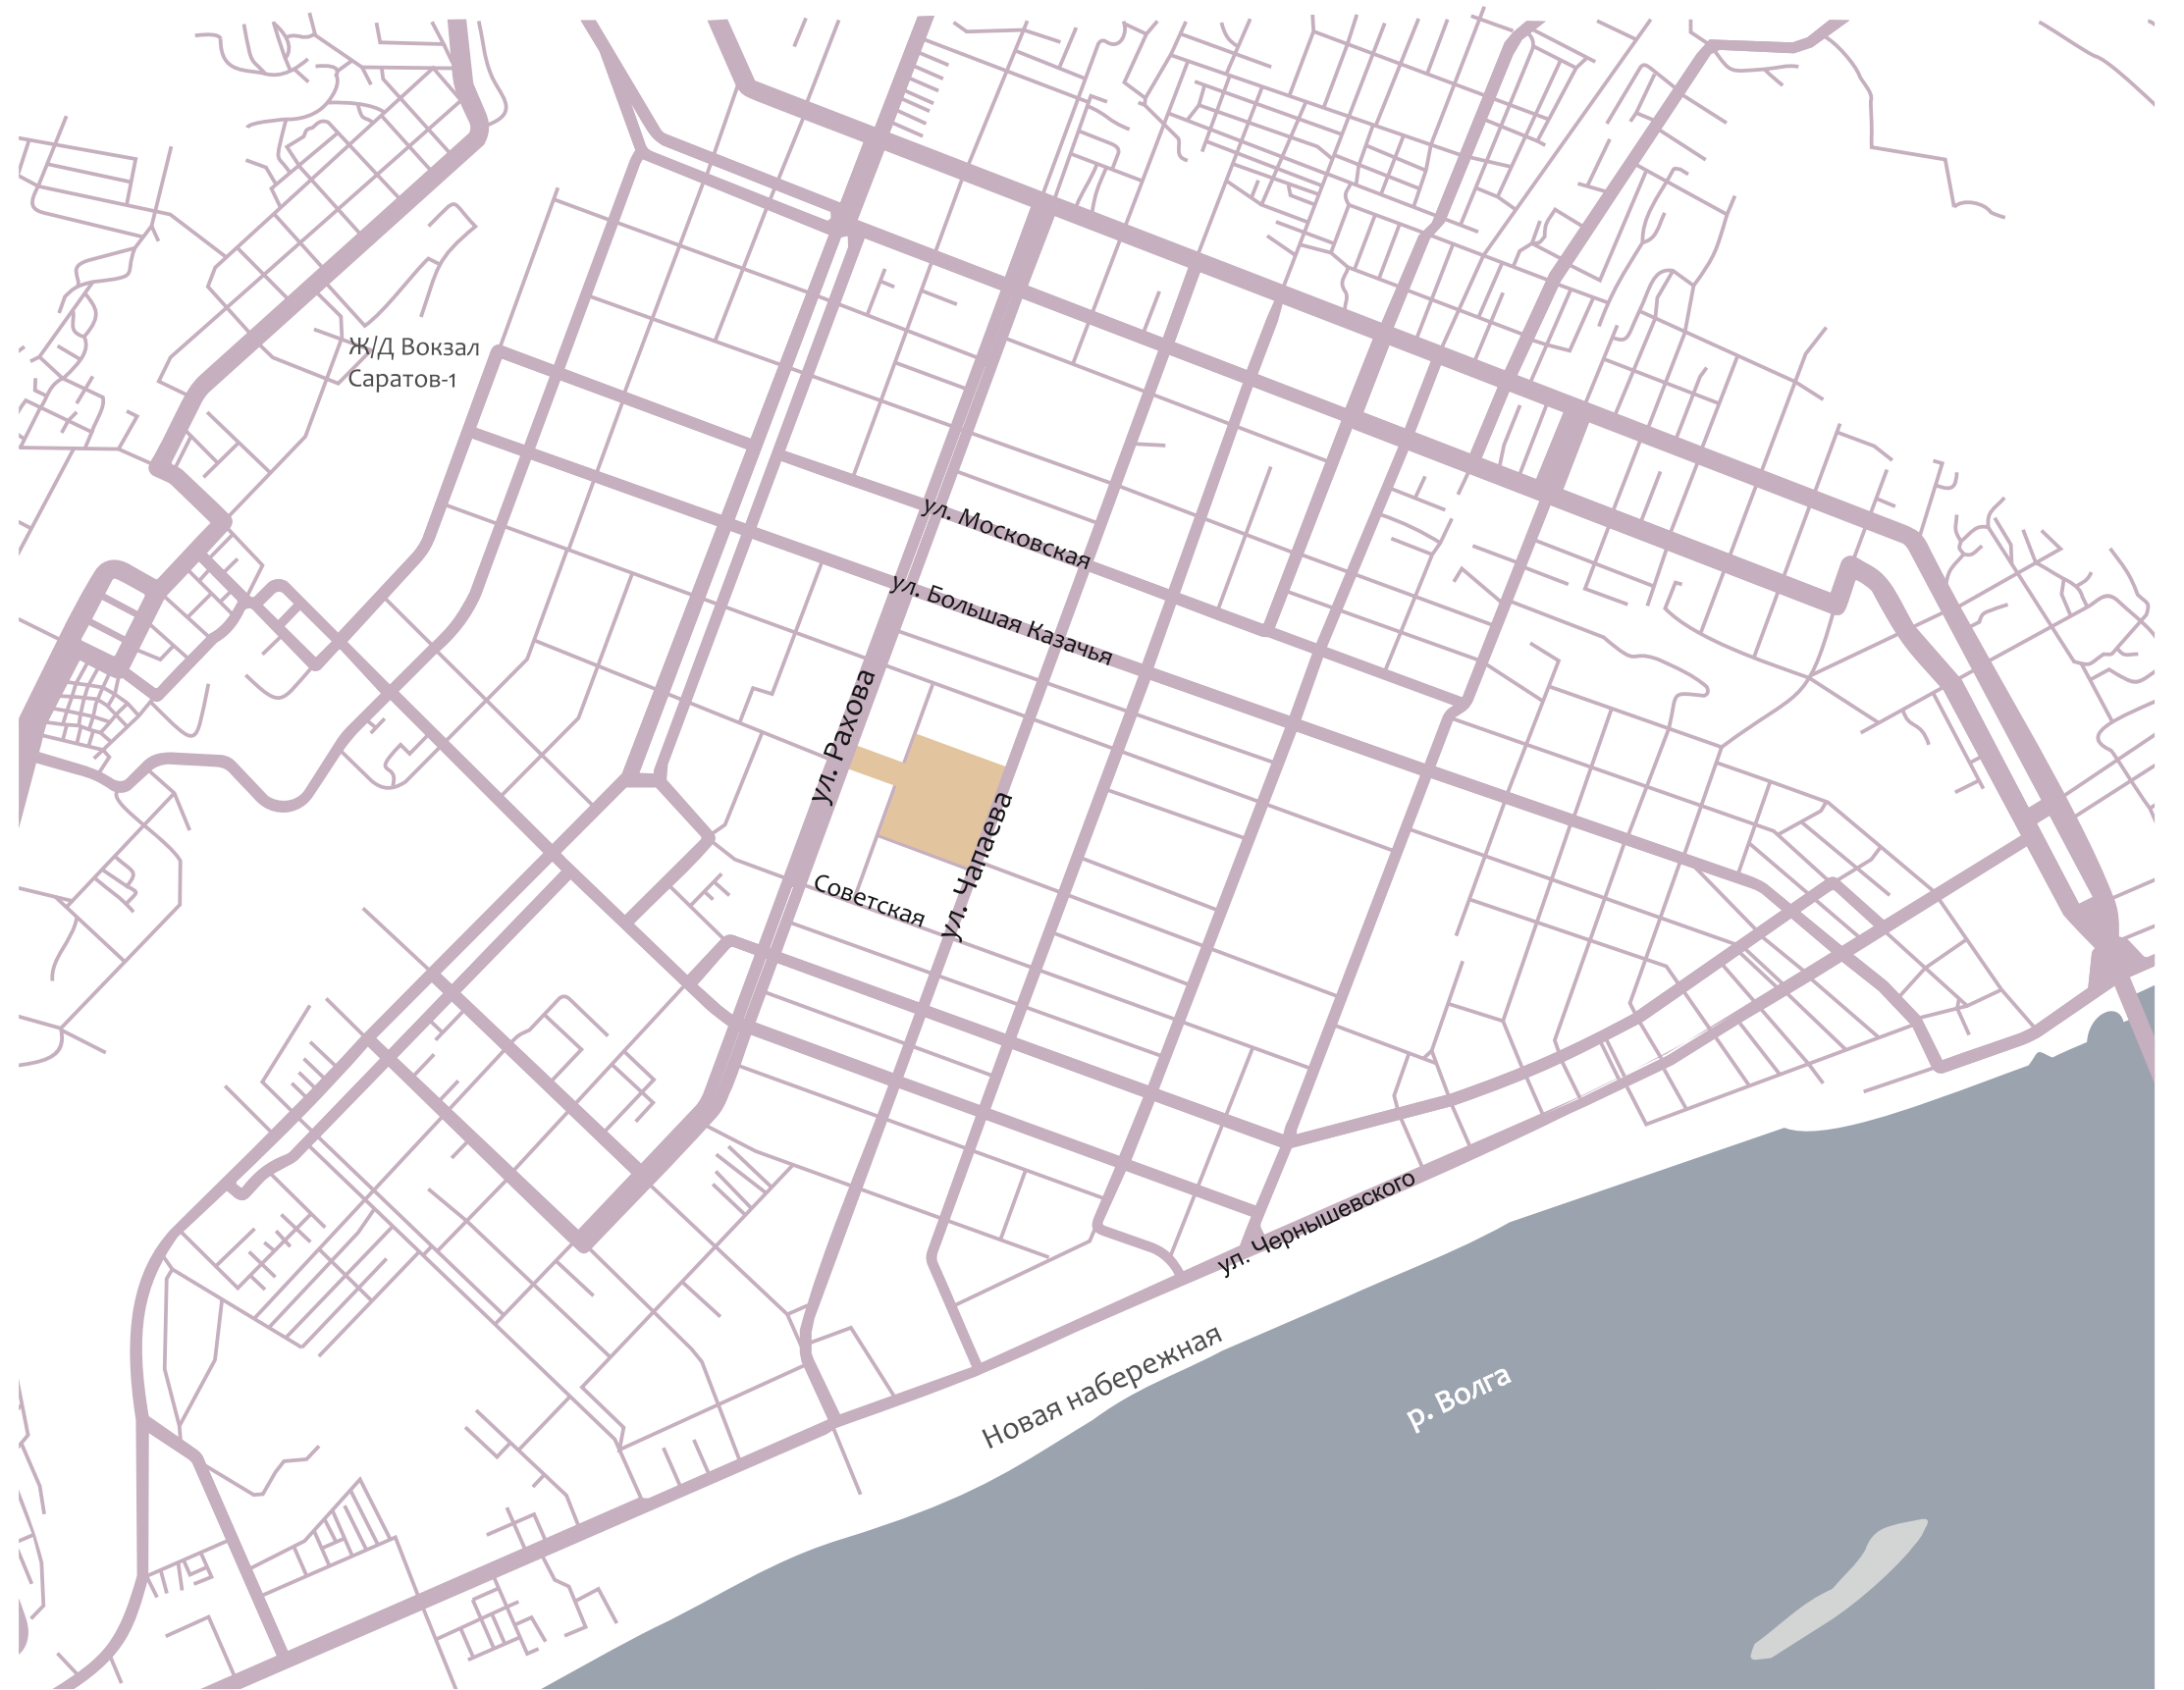 Ж/Д Вокзал
Саратов-1
ул. Московская
ул. Большая Казачья
ул. Рахова
ул. Чапаева
Советская
ул. Чернышевского
Новая набережная
р. Волга